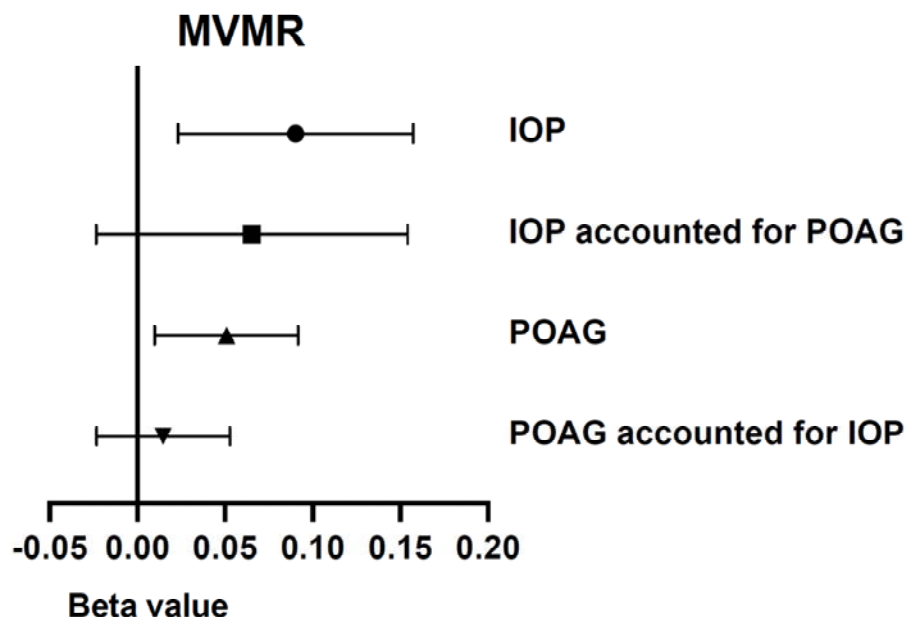 MVMR
IOP
IOP accounted for POAG
POAG
POAG accounted for IOP
-0.05 0.00 0.05 0.10 0.15 0.20
Beta value